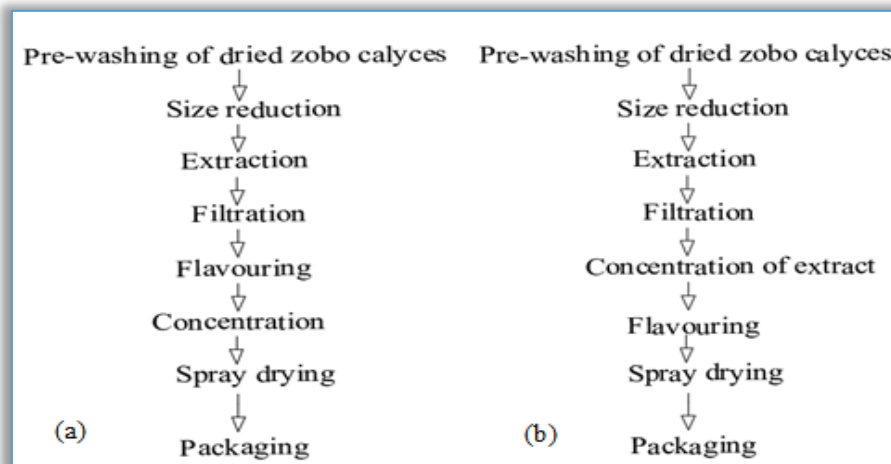 Pre-washing of dried zobo calyces
Size reduction
Extraction
Filtration
Flavouring
Concentration
Spray drying
Packaging
(a)
Pre-washing of dried zobo calyces
Size reduction
Extraction
Filtration
Concentration of extract
Flavouring
Spray drying
Packaging
(b)